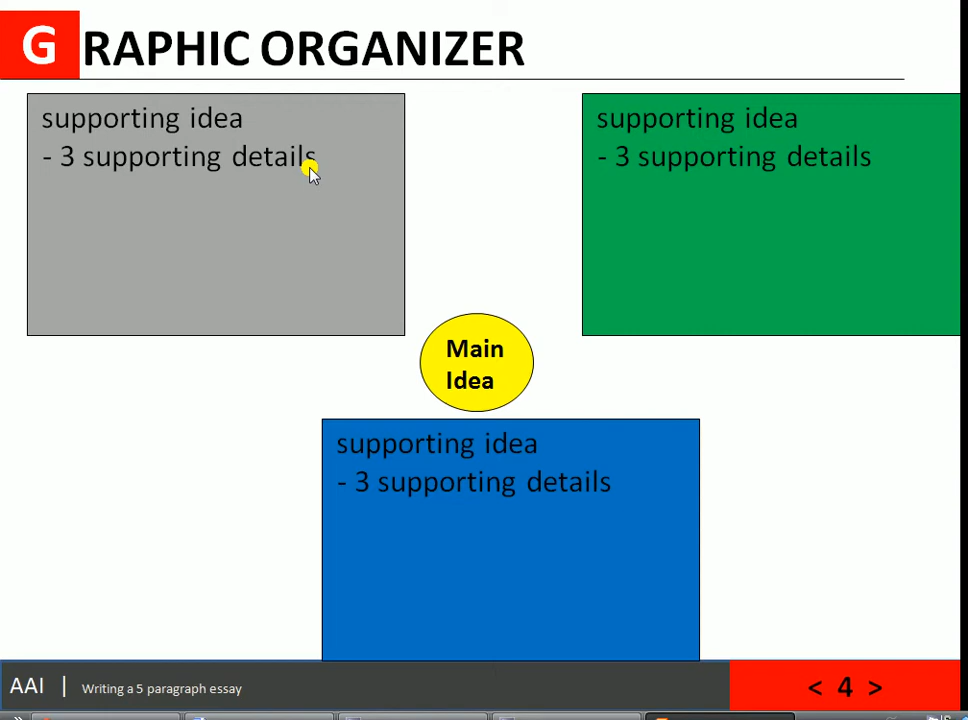 GRAPHIC ORGANIZER
supporting idea
- 3 supporting details
supporting idea
- 3 supporting details
Main
Idea
supporting idea
- 3 supporting details
AAI | Writing a 5 paragraph essay
< 4 >